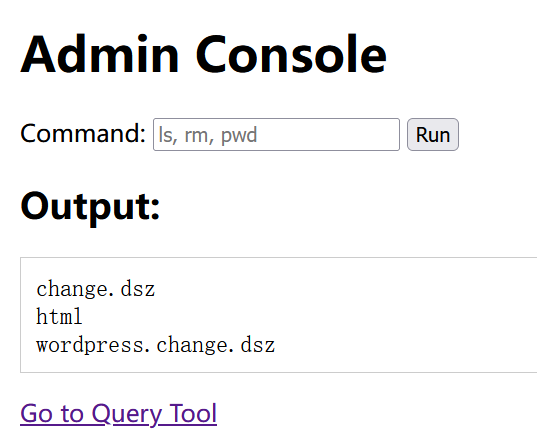 Admin Console
Command: ls, rm, pwd Run
Output:
change.dsz
html
wordpress.change.dsz
Go to Query Tool